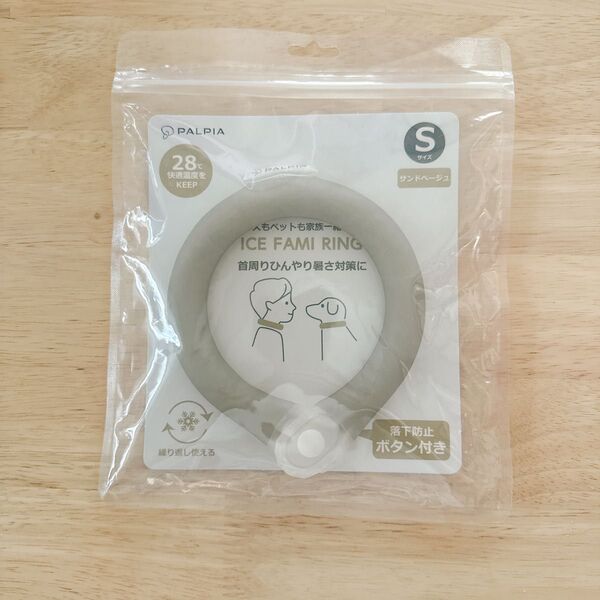 PALPIA
S
サイズ
サンドベージュ
28℃
快適温度を
KEEP
もペットも家族一緒
ICE FAMI RING
首周りひんやり暑さ対策に
繰り返し使える
落下防止
ボタン付き